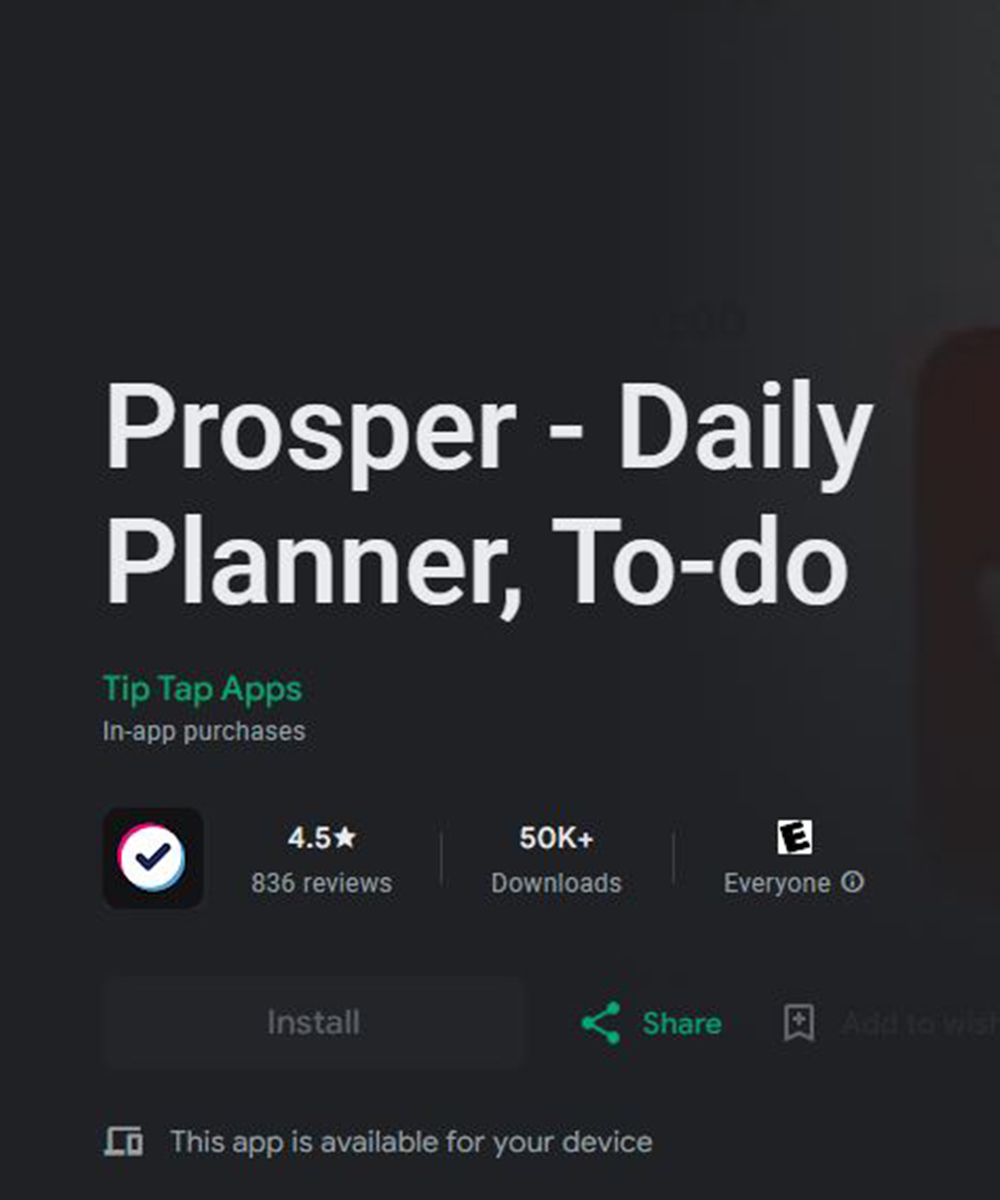 Prosper - Daily
Planner, To-do
Tip Tap Apps
In-app purchases
4.5★
836 reviews
50K+
Downloads
E
Everyone
Install
Share
Add to wish
This app is available for your device